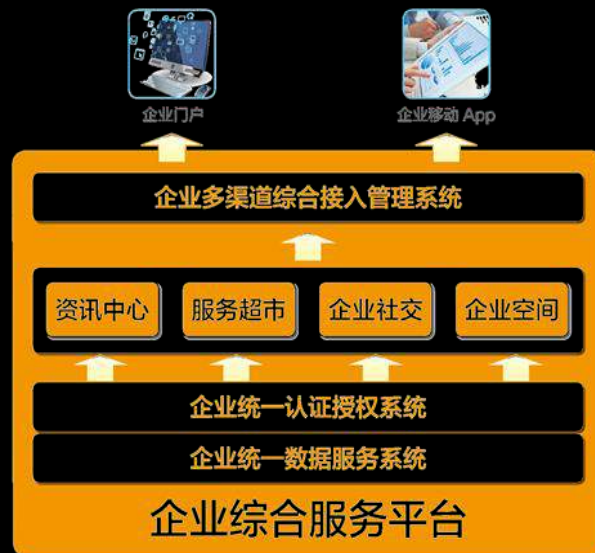 企业门户
企业移动 App
企业多渠道综合接入管理系统
资讯中心
服务超市
企业社交
企业空间
企业统一认证授权系统
企业统一数据服务系统
企业综合服务平台